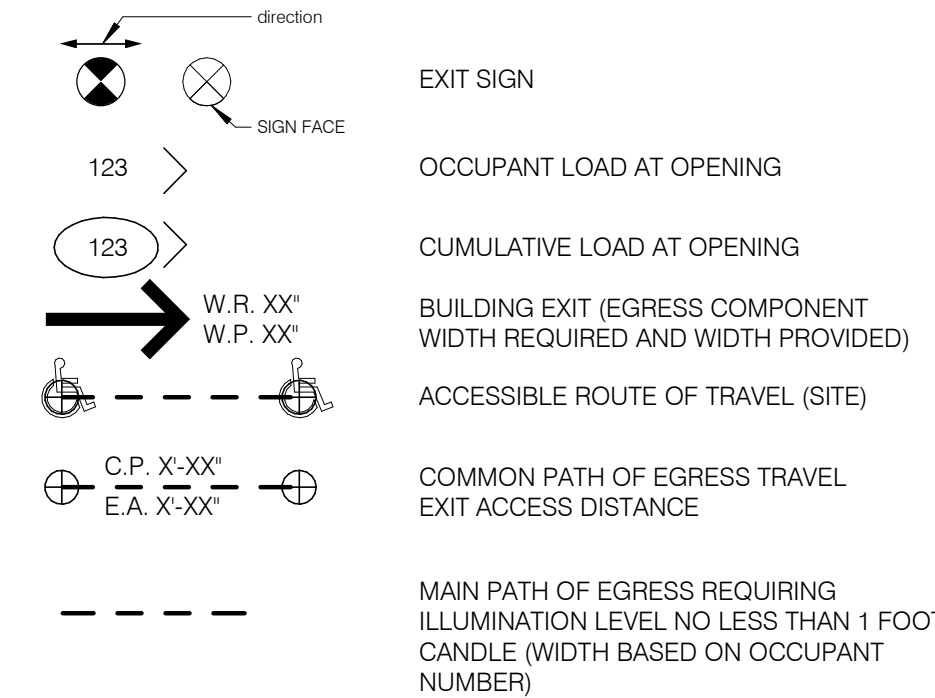 direction
EXIT SIGN
SIGN FACE
123
OCCUPANT LOAD AT OPENING
123
CUMULATIVE LOAD AT OPENING
W.R. XX"
W.P. XX"
BUILDING EXIT (EGRESS COMPONENT
WIDTH REQUIRED AND WIDTH PROVIDED)
ACCESSIBLE ROUTE OF TRAVEL (SITE)
C.P. X'-XX"
E.A. X'-XX"
COMMON PATH OF EGRESS TRAVEL
EXIT ACCESS DISTANCE
MAIN PATH OF EGRESS REQUIRING
ILLUMINATION LEVEL NO LESS THAN 1 FOOT
CANDLE (WIDTH BASED ON OCCUPANT
NUMBER)